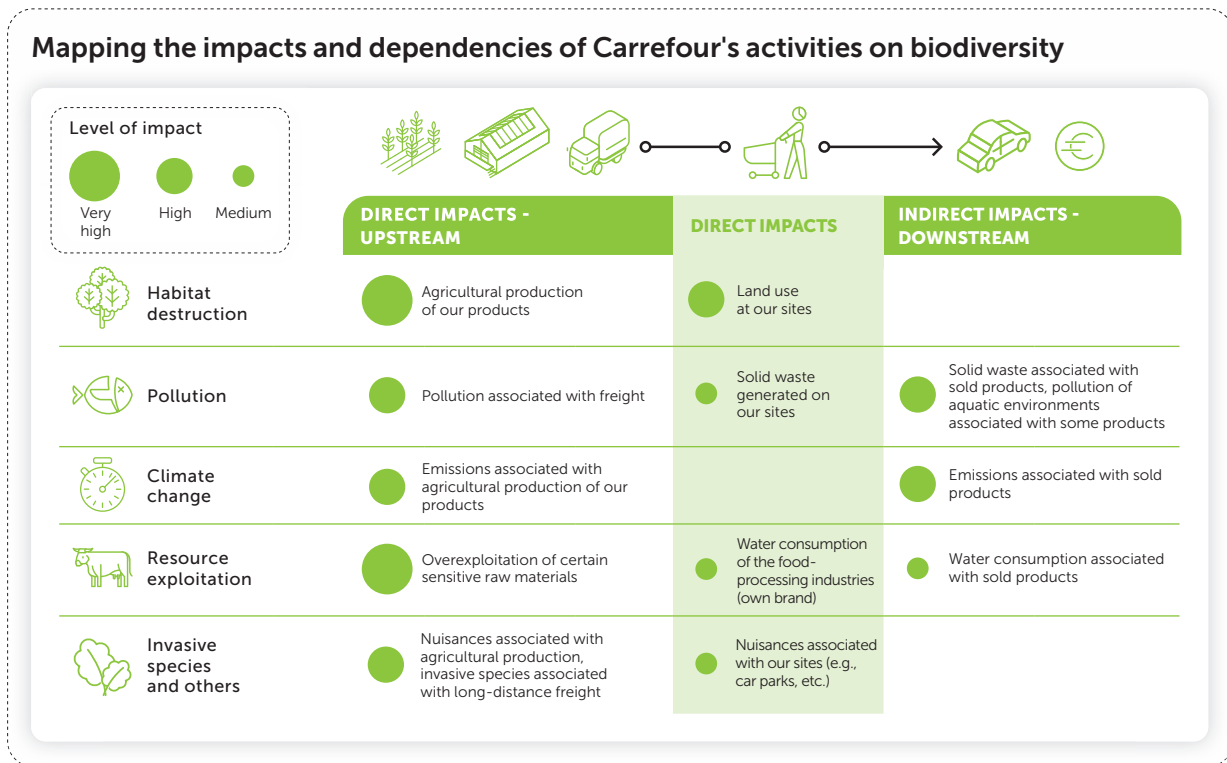 Mapping the impacts and dependencies of Carrefour's activities on biodiversity
Level of impact
Very
high
High
Medium
DIRECT IMPACTS -
UPSTREAM
DIRECT IMPACTS
INDIRECT IMPACTS -
DOWNSTREAM
Habitat
destruction
Agricultural production
of our products
Land use
at our sites
Pollution
Pollution associated with freight
Solid waste
generated on
our sites
Solid waste associated with
sold products, pollution of
aquatic environments
associated with some products
Climate
change
Emissions associated with
agricultural production of our
products
Emissions associated with sold
products
Resource
exploitation
Overexploitation of certain
sensitive raw materials
Water consumption
of the food-
processing industries
(own brand)
Water consumption associated
with sold products
Invasive
species
and others
Nuisances associated with
agricultural production,
invasive species associated
with long-distance freight
Nuisances associated
with our sites (e.g.,
car parks, etc.)